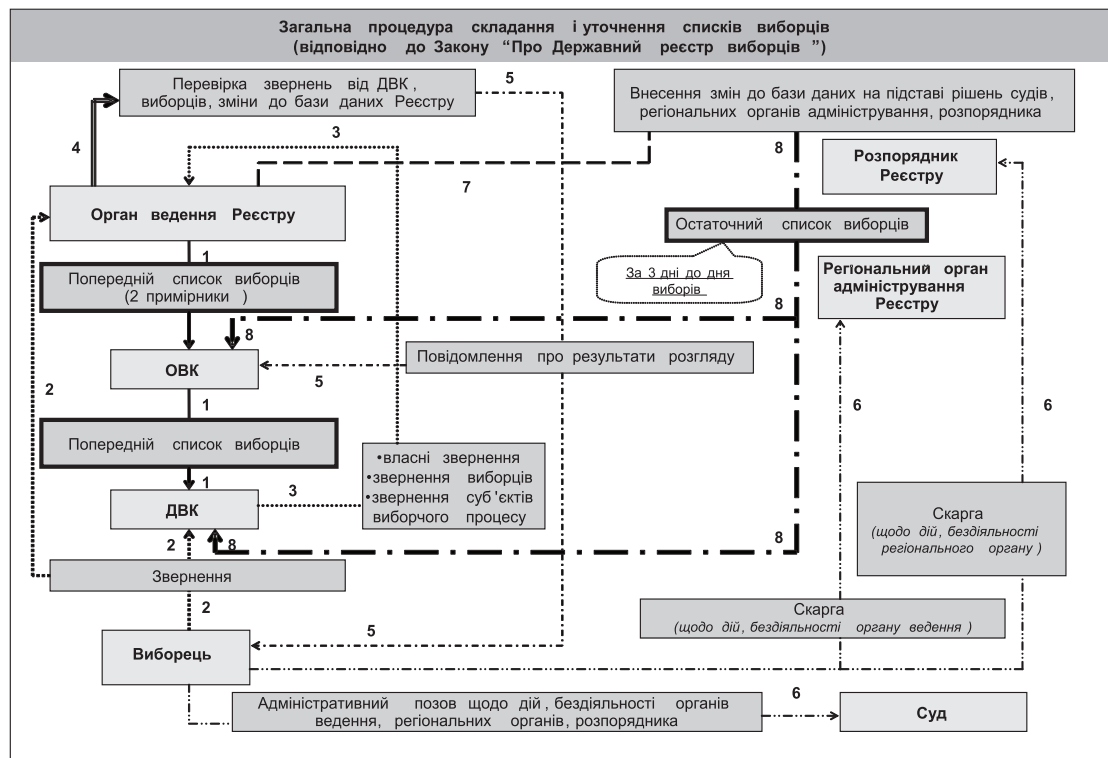 Загальна процедура складання і уточнення списків виборців
(відповідно до Закону “Про Державний реєстр виборців ”)
Перевірка звернень від ДВК ,
виборців, зміни до бази даних Реєстру
5
Внесення змін до бази даних на підставі рішень судів,
регіональних органів адміністрування, розпорядника
4
3
8
7
Розпорядник
Реєстру
Орган ведення Реєстру
Остаточний список виборців
1
Попередній список виборців
(2 примірники )
За 3 дні до дня
виборів
Регіональний орган
адміністрування
Реєстру
8
8
ОВК
Повідомлення про результати розгляду
5
2
1
6
6
Попередній список виборців
•власні звернення
•звернення виборців
•звернення суб'єктів
виборчого процесу
1
ДВК
3
Скарга
(щодо дій, бездіяльності
регіонального органу )
2
8
8
Звернення
2
Скарга
(щодо дій, бездіяльності органу ведення )
5
Виборець
Адміністративний позов щодо дій , бездіяльності органів
ведення, регіональних органів, розпорядника
6
Суд